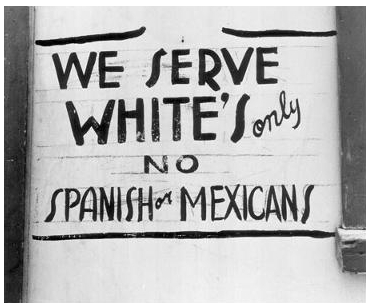 WE SERVE
WHITE'S only
NO
SPANISH or MEXICANS